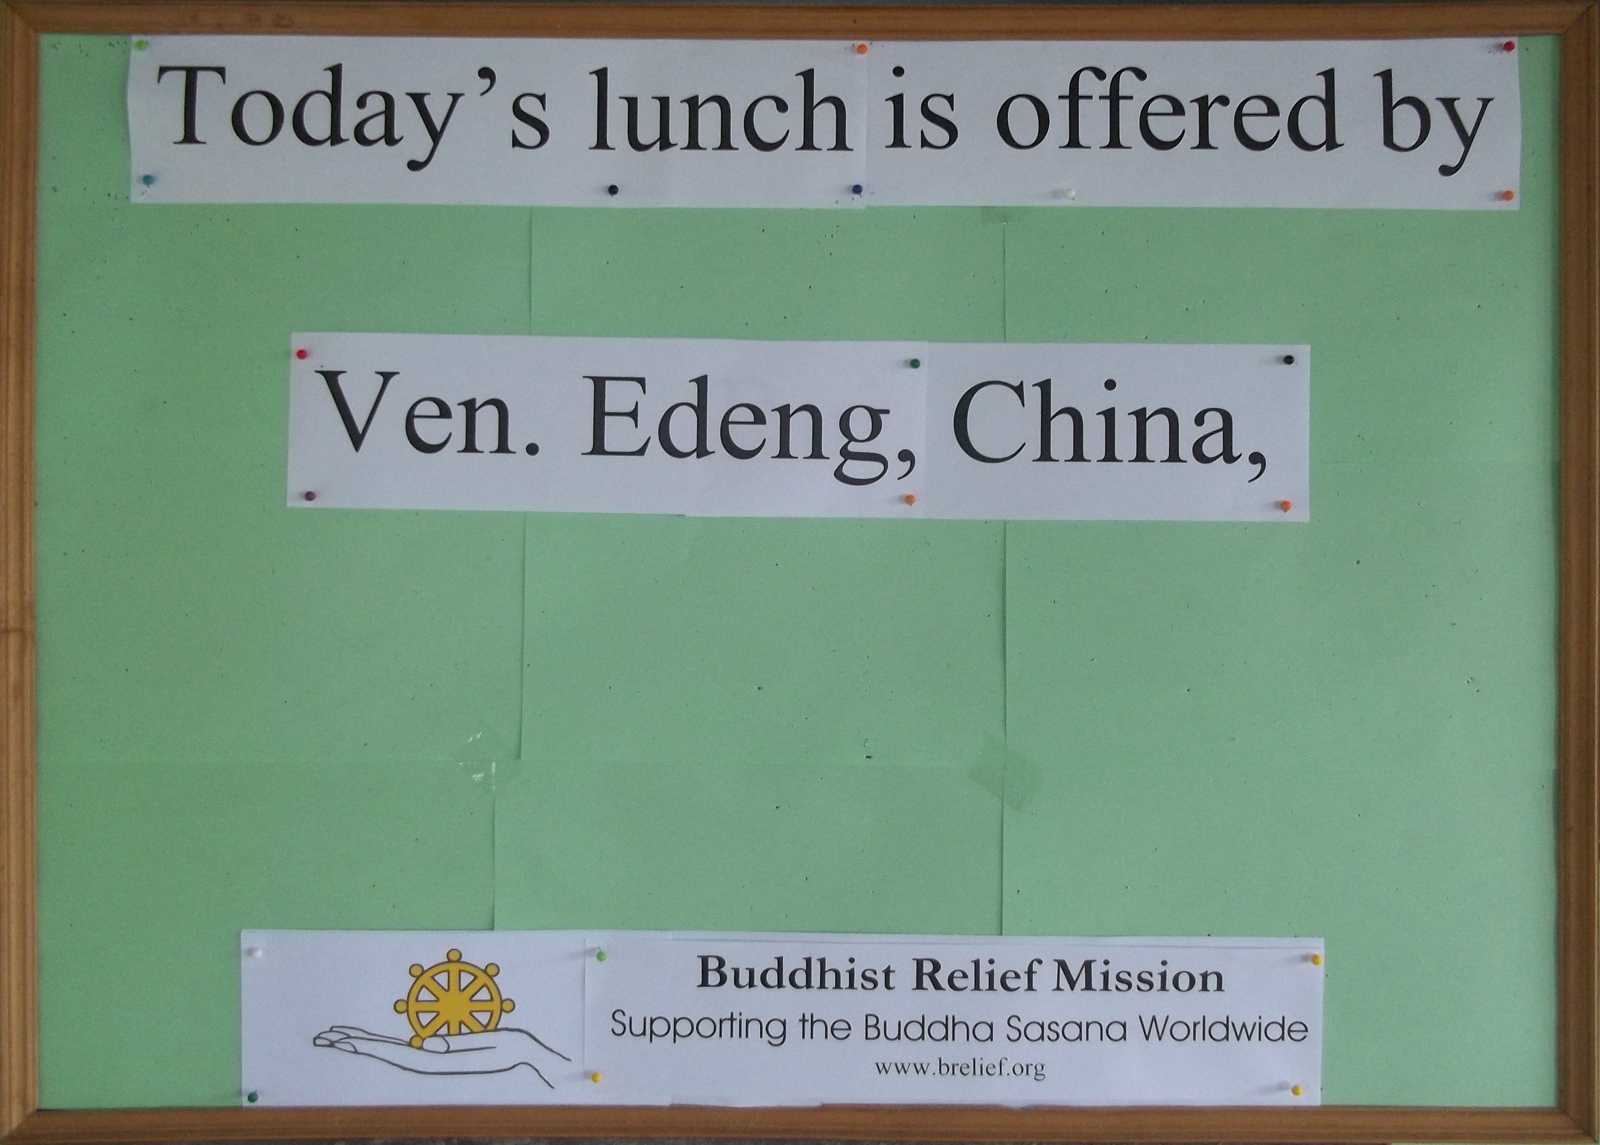 Today’s lunch is offered by
Ven. Edeng, China,
Buddhist Relief Mission
Supporting the Buddha Sasana Worldwide
www.brelief.org